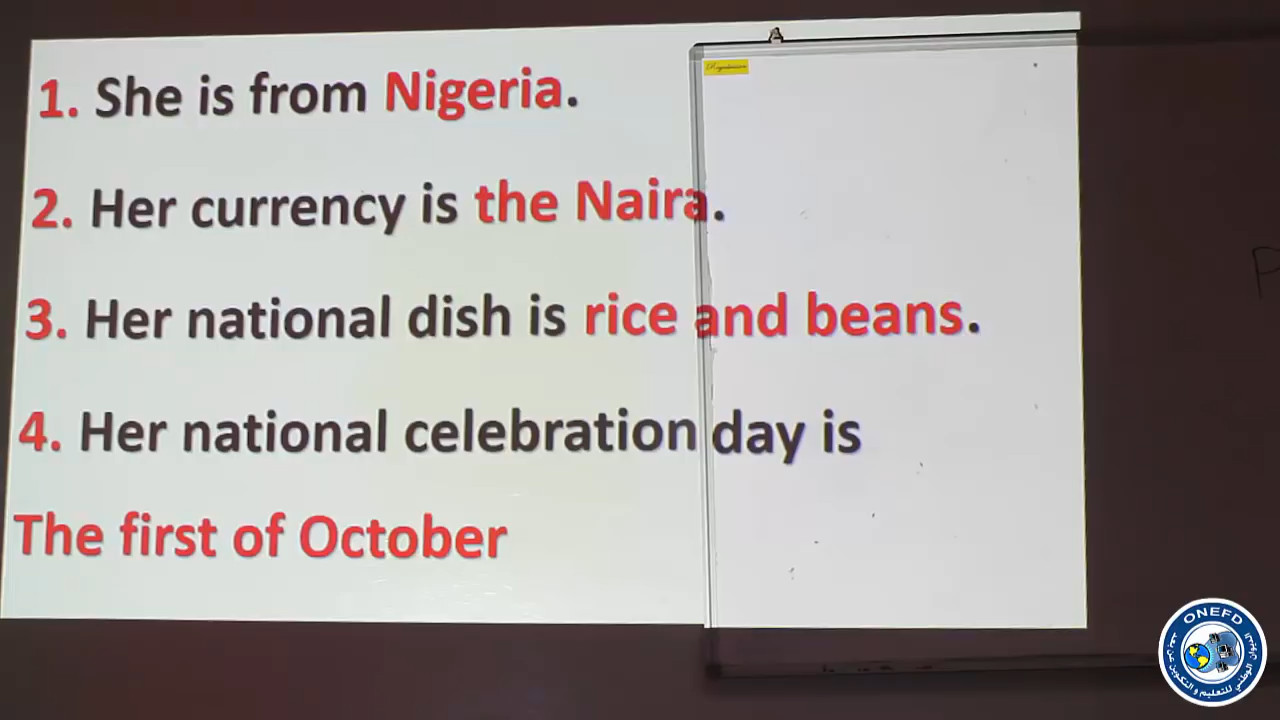 1. She is from Nigeria.
2. Her currency is the Naira.
3. Her national dish is rice and beans.
4. Her national celebration day is
The first of October
ONEFD